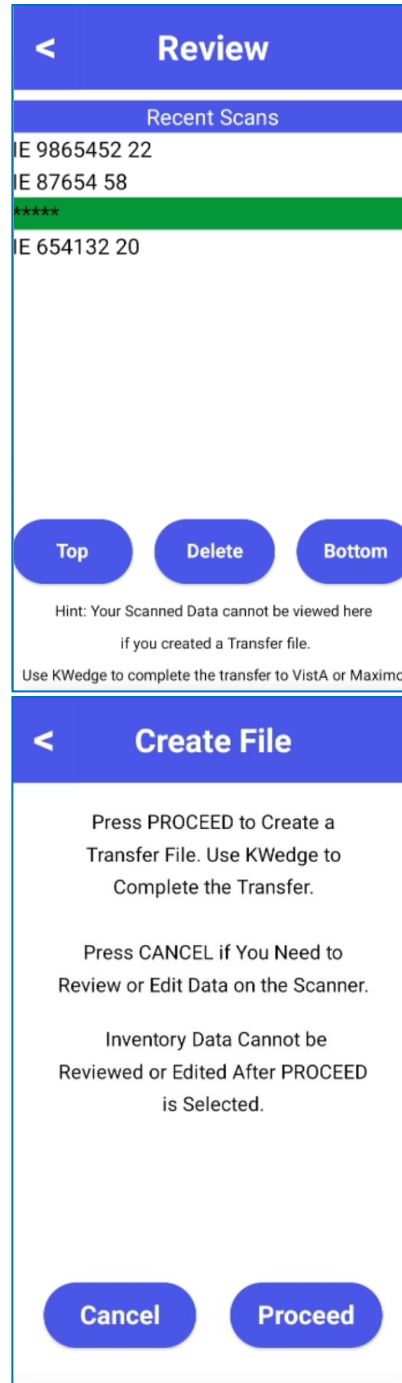 < Review
Recent Scans
IE 9865452 22
IE 87654 58
*****
IE 654132 20
Top Delete Bottom
Hint: Your Scanned Data cannot be viewed here
if you created a Transfer file.
Use KWedge to complete the transfer to VistA or Maximo
< Create File
Press PROCEED to Create a
Transfer File. Use KWedge to
Complete the Transfer.
Press CANCEL if You Need to
Review or Edit Data on the Scanner.
Inventory Data Cannot be
Reviewed or Edited After PROCEED
is Selected.
Cancel Proceed